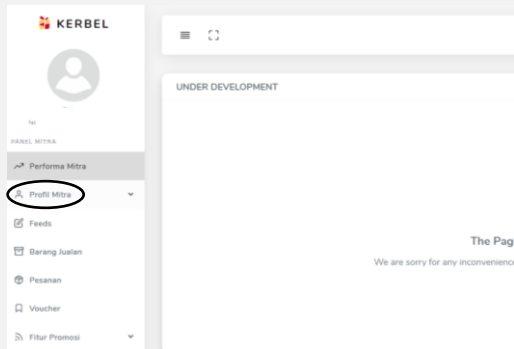 KERBEL
PANEL MITRA
Performa Mitra
Profil Mitra
Feeds
Barang Jualan
Pesanan
Voucher
Fitur Promosi
UNDER DEVELOPMENT
The Pag
We are sorry for any inconvenience